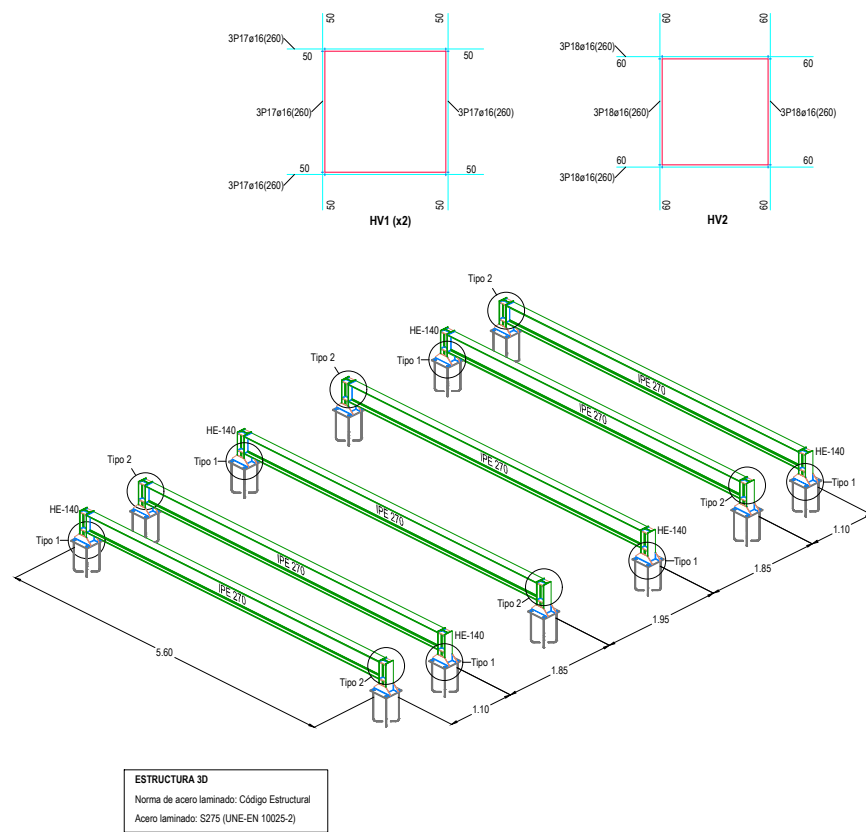 50
50
60
60
3P17ø16(260)
50
50
3P18ø16(260)
60
60
3P17ø16(260)
3P17ø16(260)
3P18ø16(260)
3P18ø16(260)
50
50
3P17ø16(260)
60
60
3P18ø16(260)
50
50
60
60
HV1 (x2)
HV2
Tipo 2
HE-140
Tipo 1
IPE 270
Tipo 2
IPE 270
HE-140
Tipo 1
HE-140
Tipo 1
IPE 270
Tipo 2
Tipo 2
1.10
HE-140
Tipo 1
IPE 270
HE-140
Tipo 1
1.85
IPE 270
Tipo 2
1.95
IPE 270
HE-140
Tipo 1
5.60
Tipo 2
1.85
1.10
ESTRUCTURA 3D
Norma de acero laminado: Código Estructural
Acero laminado: S275 (UNE-EN 10025-2)